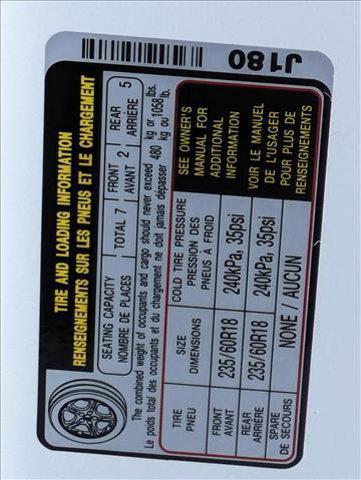 J180
TIRE AND LOADING INFORMATION
RENSEIGNEMENTS SUR LES PNEUS ET LE CHARGEMENT
SEATING CAPACITY
NOMBRE DE PLACES
TOTAL 7
FRONT
AVANT 2
REAR
ARRIÈRE 5
The combined weight of occupants and cargo should never exceed
Le poids total des occupants et du chargement ne doit jamais dépasser
480 kg or
ou 1058 lbs.
lb.
TIRE
PNEU
SIZE
DIMENSIONS
COLD TIRE PRESSURE
PRESSION DES
PNEUS A FROID
FRONT
AVANT
235/60R18
240kPa, 35psi
REAR
ARRIÈRE
235/60R18
240kPa, 35psi
SPARE
DE SECOURS
NONE / AUCUN
SEE OWNER'S
MANUAL FOR
ADDITIONAL
INFORMATION
VOIR LE MANUEL
DE L'USAGER
POUR PLUS DE
RENSEIGNEMENTS